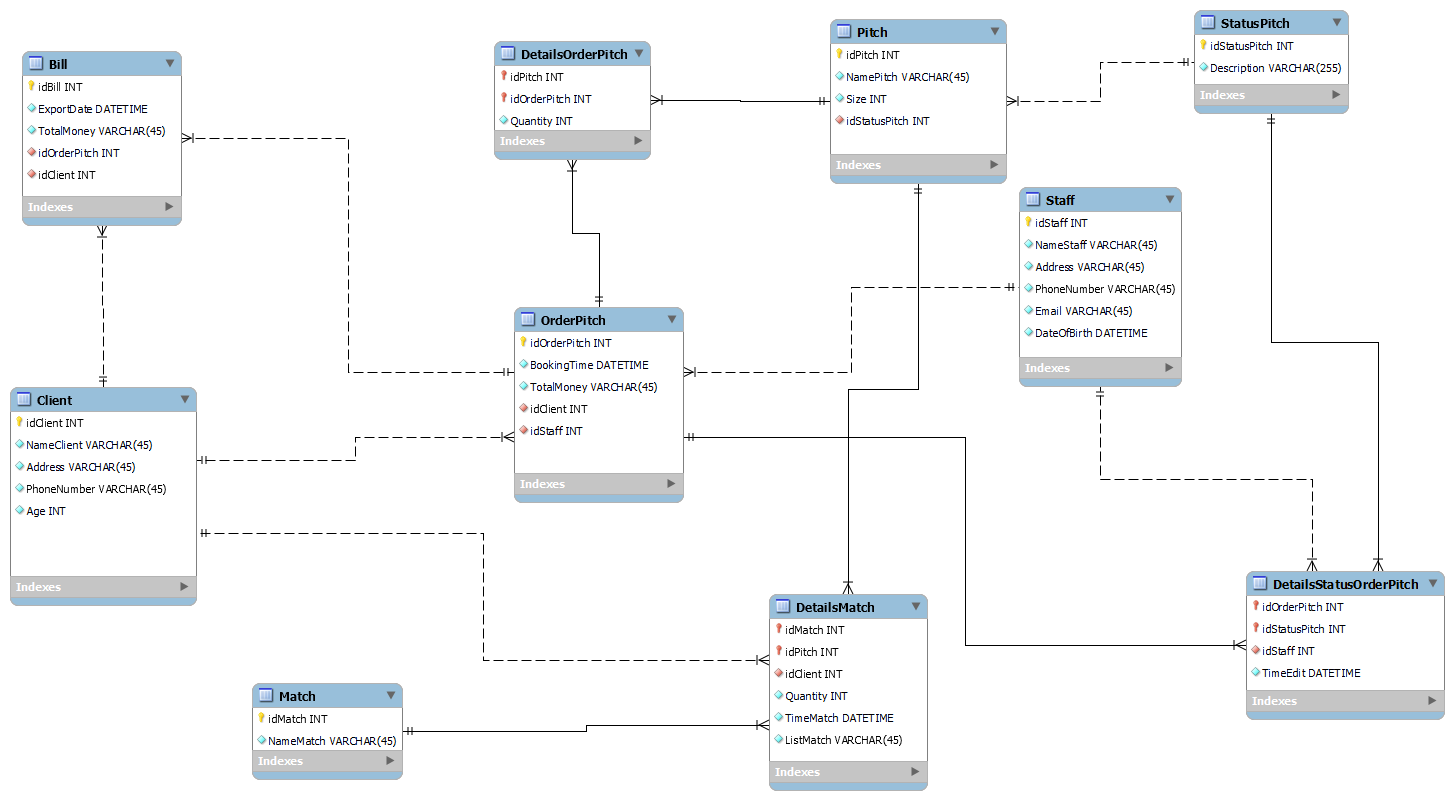 Bill
idBill INT
ExportDate DATETIME
TotalMoney VARCHAR(45)
idOrderPitch INT
idClient INT
Indexes
DetailsOrderPitch
idPitch INT
idOrderPitch INT
Quantity INT
Indexes
Pitch
idPitch INT
NamePitch VARCHAR(45)
Size INT
idStatusPitch INT
Indexes
StatusPitch
idStatusPitch INT
Description VARCHAR(255)
Indexes
Staff
idStaff INT
NameStaff VARCHAR(45)
Address VARCHAR(45)
PhoneNumber VARCHAR(45)
Email VARCHAR(45)
DateOfBirth DATETIME
Indexes
OrderPitch
idOrderPitch INT
BookingTime DATETIME
TotalMoney VARCHAR(45)
idClient INT
idStaff INT
Indexes
Client
idClient INT
NameClient VARCHAR(45)
Address VARCHAR(45)
PhoneNumber VARCHAR(45)
Age INT
Indexes
DetailsMatch
idMatch INT
idPitch INT
idClient INT
Quantity INT
TimeMatch DATETIME
ListMatch VARCHAR(45)
Indexes
DetailsStatusOrderPitch
idOrderPitch INT
idStatusPitch INT
idStaff INT
TimeEdit DATETIME
Indexes
Match
idMatch INT
NameMatch VARCHAR(45)
Indexes